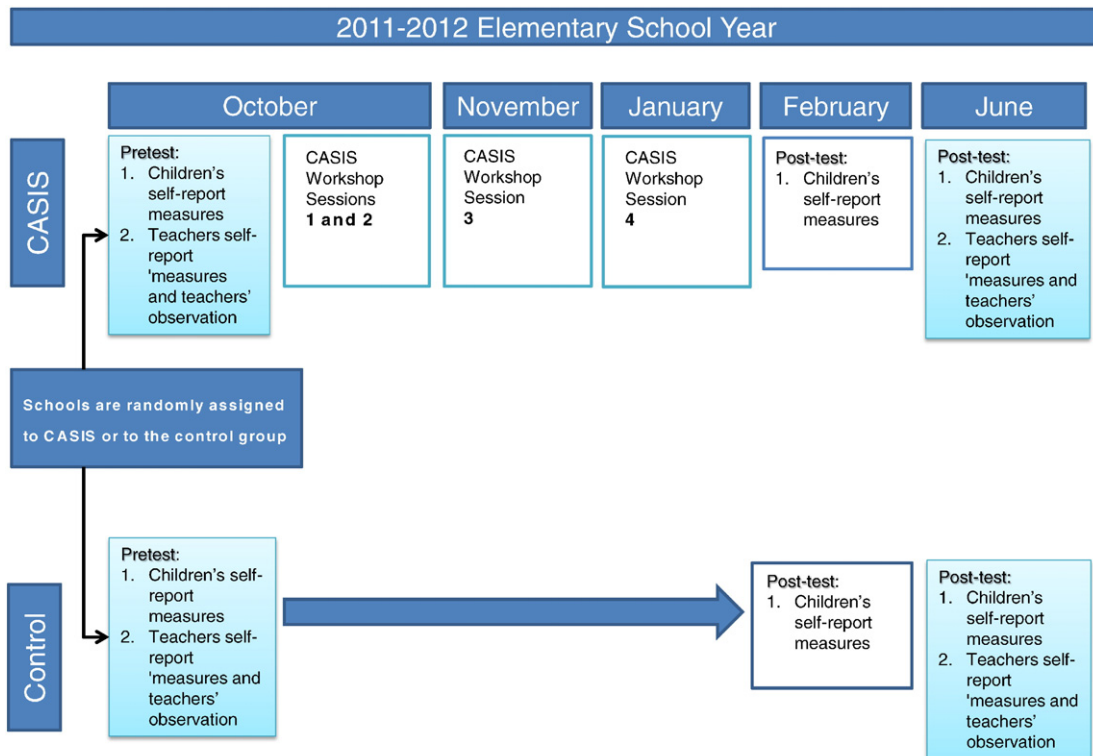 2011-2012 Elementary School Year
October
November
January
February
June
CASIS
Pretest:
1. Children's
self-report
measures
2. Teachers self-
report
'measures
and teachers'
observation
CASIS
Workshop
Sessions
1 and 2
CASIS
Workshop
Session
3
CASIS
Workshop
Session
4
Post-test:
1. Children's
self-report
measures
Post-test:
1. Children's
self-report
measures
2. Teachers self-
report
'measures and
teachers'
observation
Schools are randomly assigned
to CASIS or to the control group
Control
Pretest:
1. Children's self-
report
measures
2. Teachers self-
report
'measures and
teachers'
observation
Post-test:
1. Children's
self-report
measures
Post-test:
1. Children's
self-report
measures
2. Teachers self-
report
'measures and
teachers'
observation